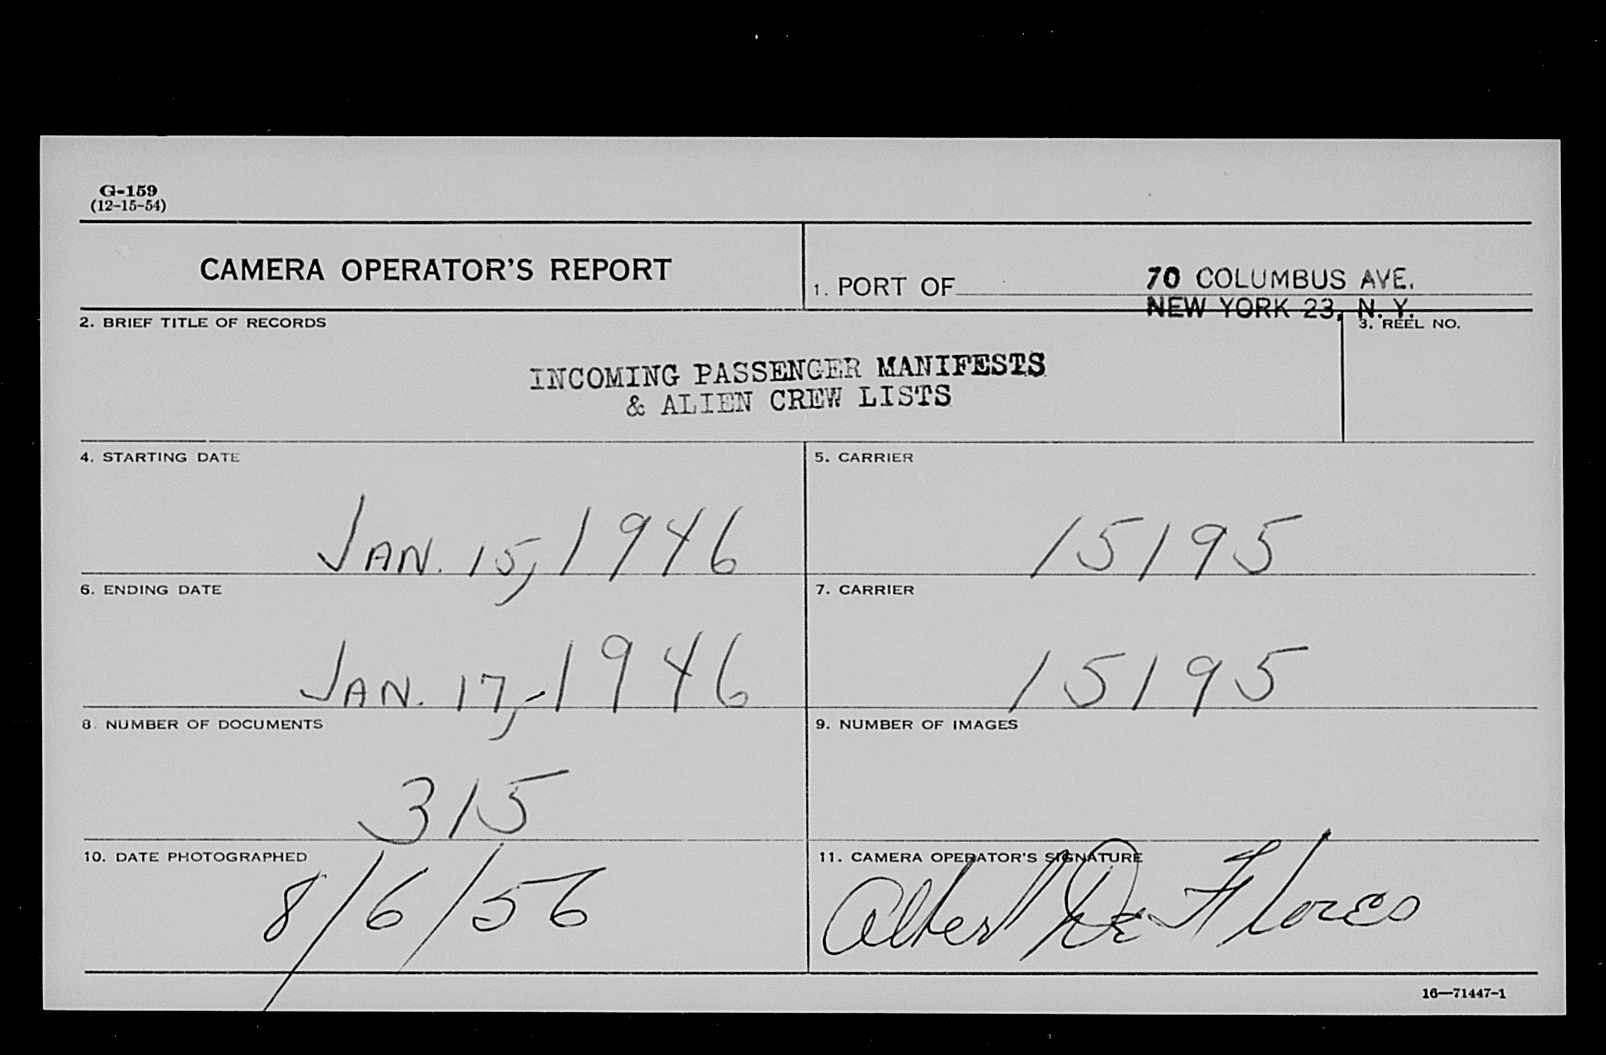 G-159
(12-15-54)
CAMERA OPERATOR'S REPORT
1. PORT OF
70 COLUMBUS AVE.
NEW YORK 23, N. Y.
2. BRIEF TITLE OF RECORDS
3. REEL NO.
INCOMING PASSENGER MANIFESTS
& ALIEN CREW LISTS
4. STARTING DATE
JAN. 15, 1946
5. CARRIER
15195
6. ENDING DATE
JAN. 17, 1946
7. CARRIER
15195
8. NUMBER OF DOCUMENTS
315
9. NUMBER OF IMAGES
10. DATE PHOTOGRAPHED
8/6/56
11. CAMERA OPERATOR'S SIGNATURE
Albert De Flores
16—71447-1